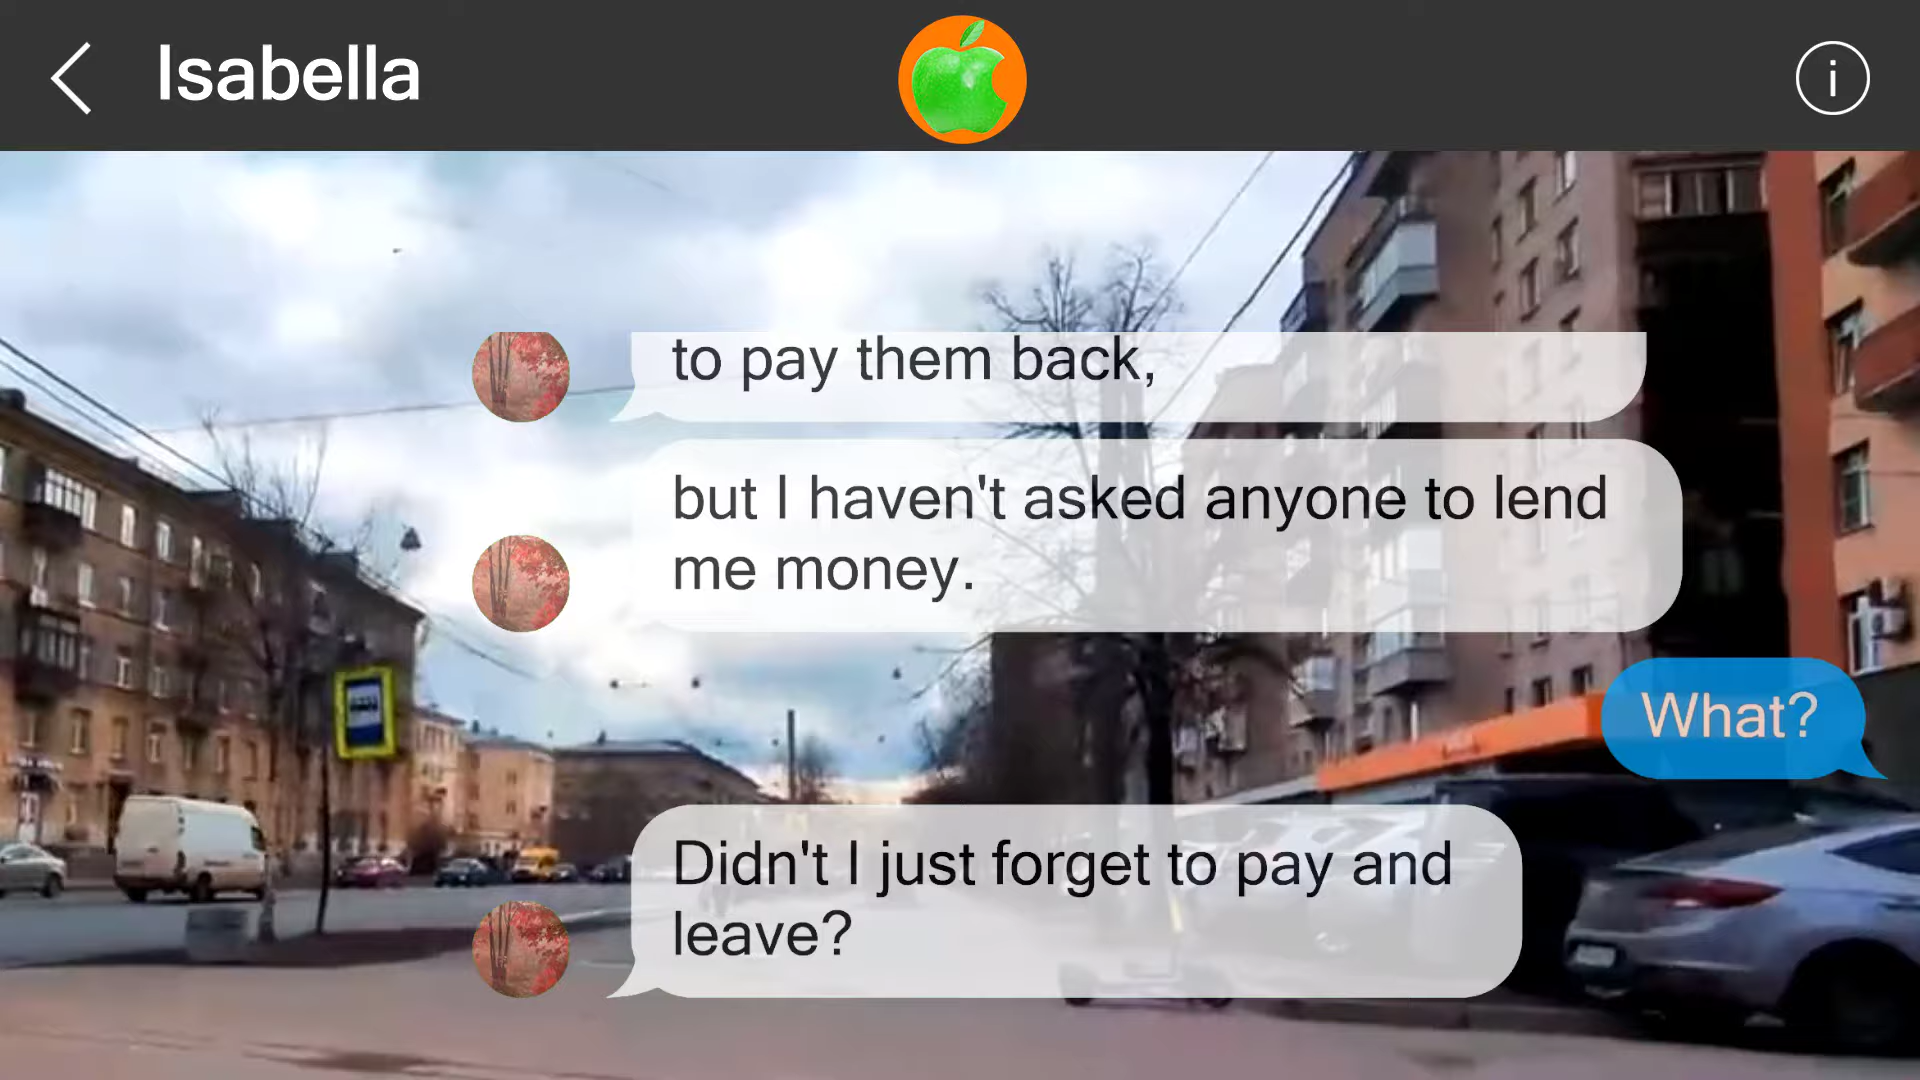 Isabella
i
to pay them back,
but I haven't asked anyone to lend
me money.
What?
Didn't I just forget to pay and
leave?